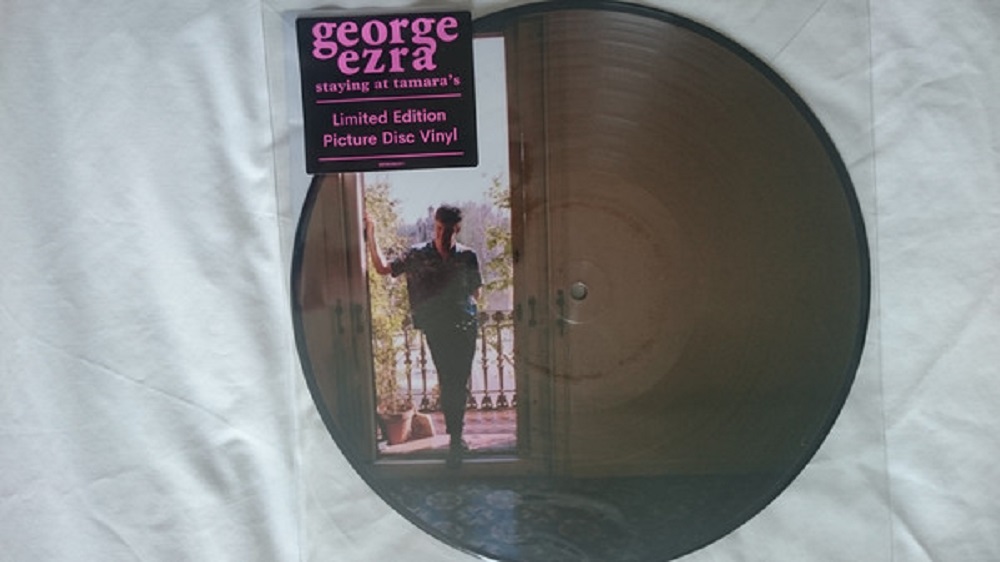 george
ezra
staying at tamara's
Limited Edition
Picture Disc Vinyl